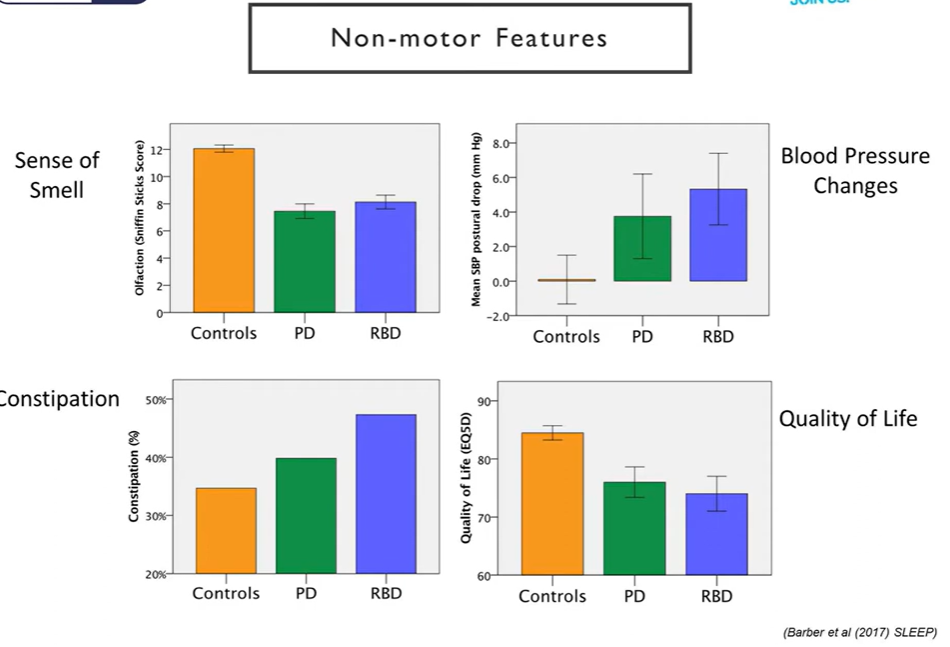 JOIN US!
Non-motor Features
Sense of
Smell
Olfaction (Sniffin Sticks Score)
12
10
8
6
4
2
0
Controls PD RBD
Mean SBP postural drop (mm Hg)
8.0
6.0
4.0
2.0
0.0
-2.0
Controls PD RBD
Blood Pressure
Changes
Constipation
Constipation (%)
50%
40%
30%
20%
Controls PD RBD
Quality of Life (EQ5D)
90
80
70
60
Controls PD RBD
Quality of Life
(Barber et al (2017) SLEEP)